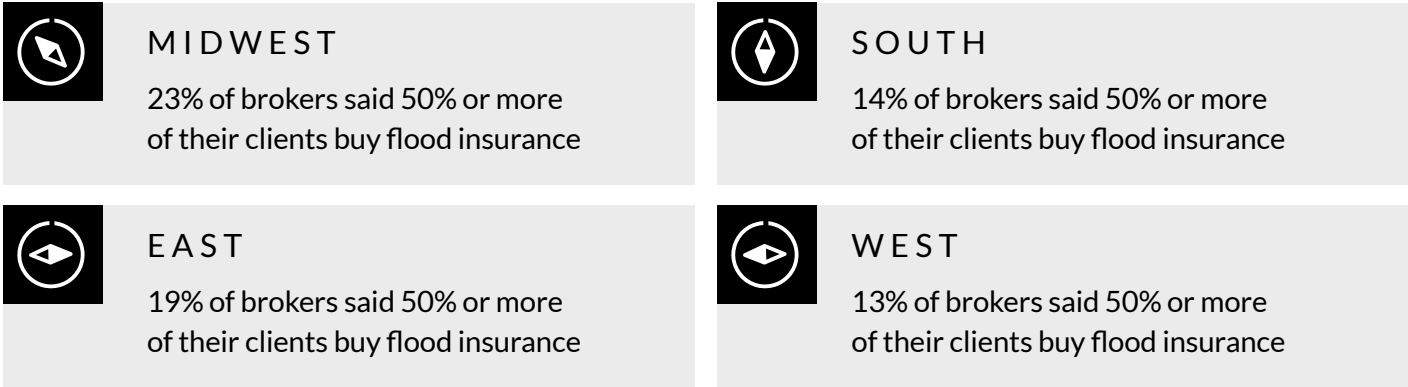 MIDWEST
23% of brokers said 50% or more
of their clients buy flood insurance
SOUTH
14% of brokers said 50% or more
of their clients buy flood insurance
EAST
19% of brokers said 50% or more
of their clients buy flood insurance
WEST
13% of brokers said 50% or more
of their clients buy flood insurance